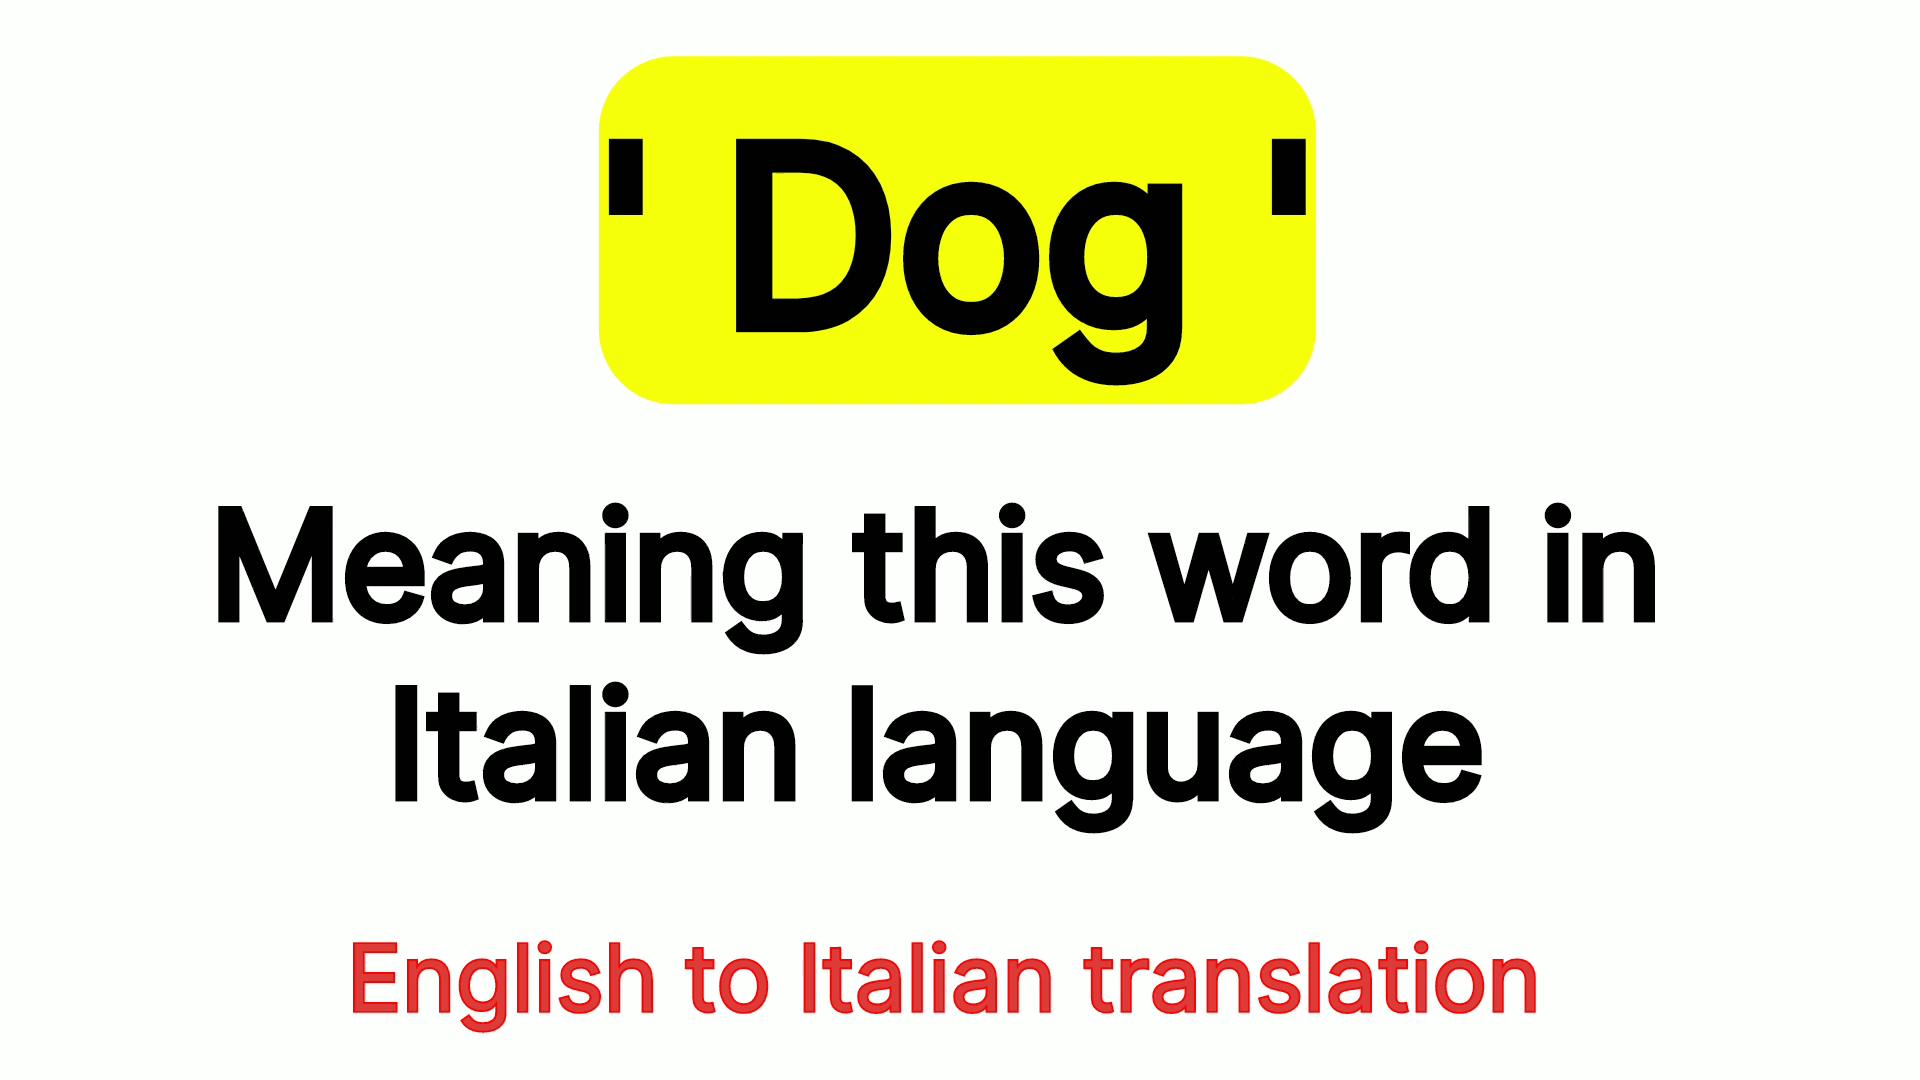 ' Dog '
Meaning this word in
Italian language
English to Italian translation